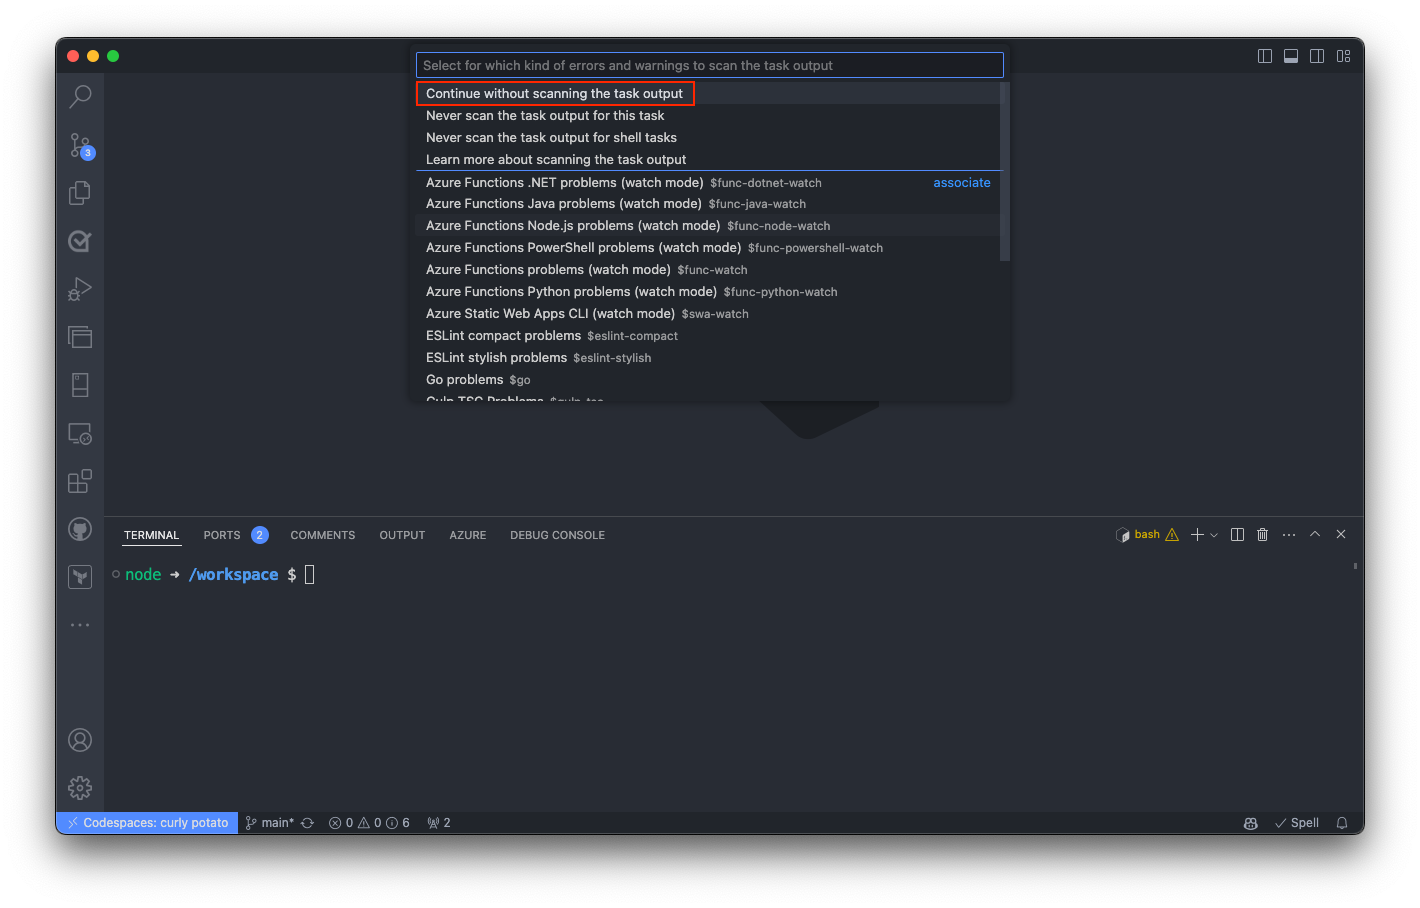 Select for which kind of errors and warnings to scan the task output
Continue without scanning the task output
Never scan the task output for this task
Never scan the task output for shell tasks
Learn more about scanning the task output
Azure Functions .NET problems (watch mode) $func-dotnet-watch associate
Azure Functions Java problems (watch mode) $func-java-watch
Azure Functions Node.js problems (watch mode) $func-node-watch
Azure Functions PowerShell problems (watch mode) $func-powershell-watch
Azure Functions problems (watch mode) $func-watch
Azure Functions Python problems (watch mode) $func-python-watch
Azure Static Web Apps CLI (watch mode) $swa-watch
ESLint compact problems $eslint-compact
ESLint stylish problems $eslint-stylish
Go problems $go
Gulp TSC Problems $gulp-tsc
3
TERMINAL PORTS 2 COMMENTS OUTPUT AZURE DEBUG CONSOLE bash
node ➜ /workspace $
Codespaces: curly potato main* 0 0 6 2 Spell